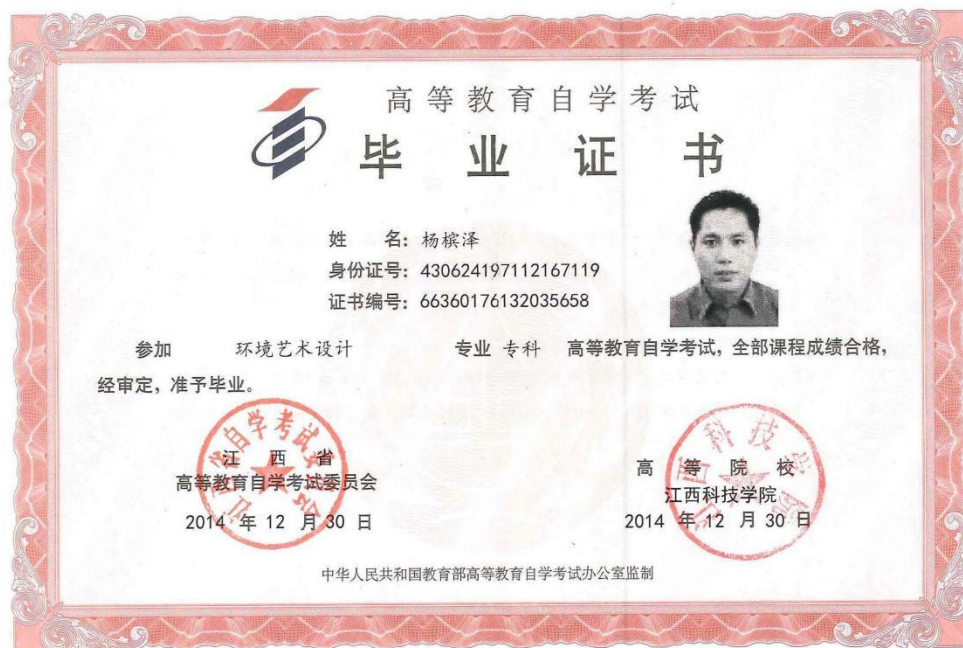 高等教育自学考试
毕业证书
姓 名: 杨槟泽
身份证号: 430624197112167119
证书编号: 66360176132035658
参加 环境艺术设计 专业 专科 高等教育自学考试, 全部课程成绩合格,
经审定, 准予毕业。
江西省
高等教育自学考试委员会
2014 年 12 月 30 日
高等院校
江西科技学院
2014 年 12 月 30 日
江西科技学院
中华人民共和国教育部高等教育自学考试办公室监制